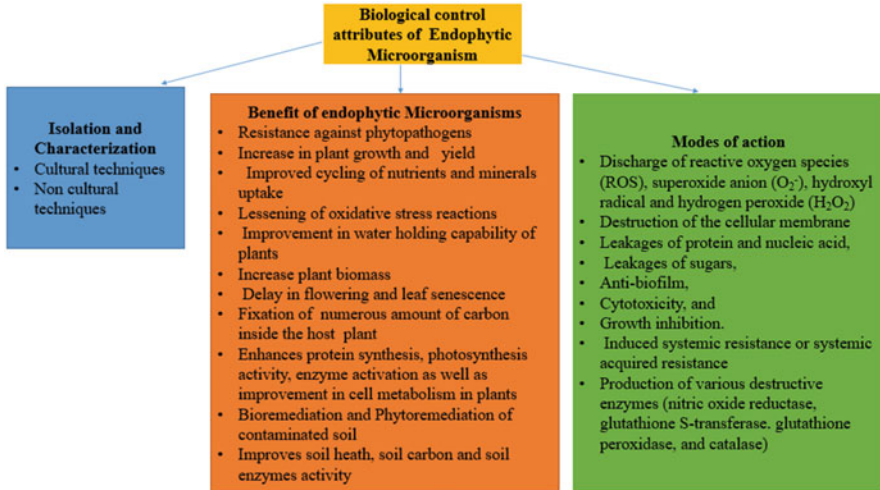 Biological control
attributes of Endophytic
Microorganism
Isolation and
Characterization
• Cultural techniques
• Non cultural
techniques
Benefit of endophytic Microorganisms
• Resistance against phytopathogens
• Increase in plant growth and yield
• Improved cycling of nutrients and minerals
uptake
• Lessening of oxidative stress reactions
• Improvement in water holding capability of
plants
• Increase plant biomass
• Delay in flowering and leaf senescence
• Fixation of numerous amount of carbon
inside the host plant
• Enhances protein synthesis, photosynthesis
activity, enzyme activation as well as
improvement in cell metabolism in plants
• Bioremediation and Phytoremediation of
contaminated soil
• Improves soil heath, soil carbon and soil
enzymes activity
Modes of action
• Discharge of reactive oxygen species
(ROS), superoxide anion (O₂⁻), hydroxyl
radical and hydrogen peroxide (H₂O₂)
• Destruction of the cellular membrane
• Leakages of protein and nucleic acid,
• Leakages of sugars,
• Anti-biofilm,
• Cytotoxicity, and
• Growth inhibition.
• Induced systemic resistance or systemic
acquired resistance
• Production of various destructive
enzymes (nitric oxide reductase,
glutathione S-transferase. glutathione
peroxidase, and catalase)